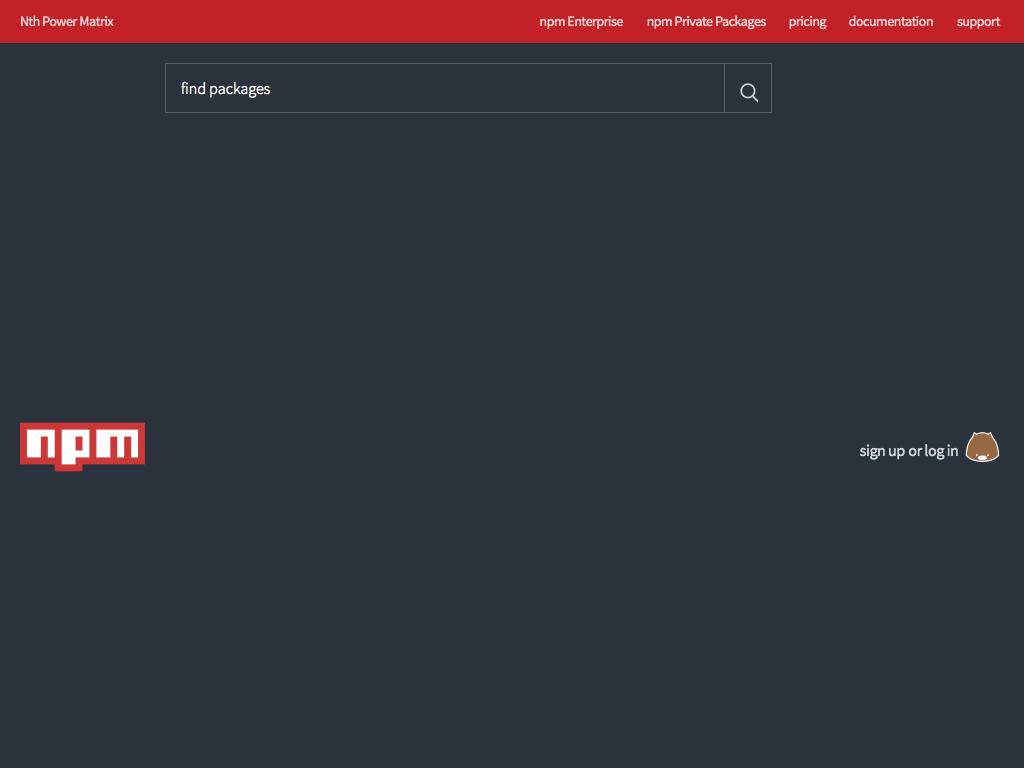 Nth Power Matrix
npm Enterprise
npm Private Packages
pricing
documentation
support
find packages
npm
sign up or log in